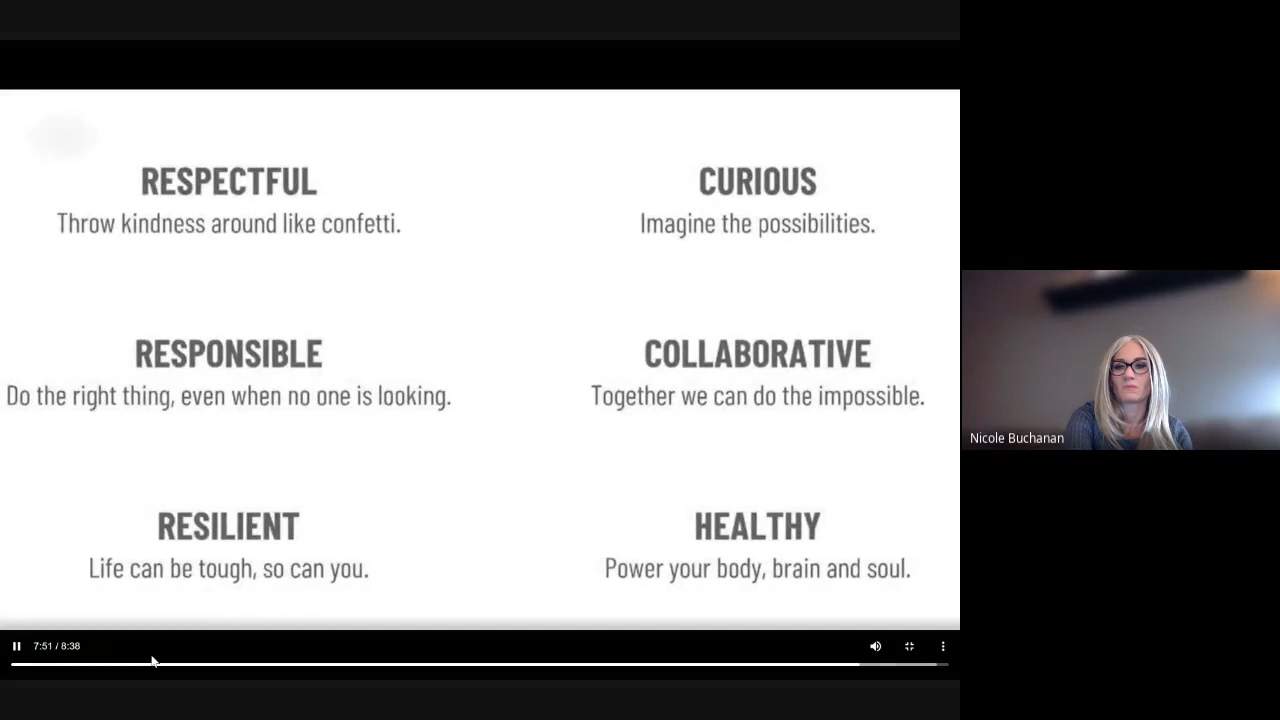 RESPECTFUL
Throw kindness around like confetti.
CURIOUS
Imagine the possibilities.
RESPONSIBLE
Do the right thing, even when no one is looking.
COLLABORATIVE
Together we can do the impossible.
RESILIENT
Life can be tough, so can you.
HEALTHY
Power your body, brain and soul.
7:51 / 8:38
Nicole Buchanan